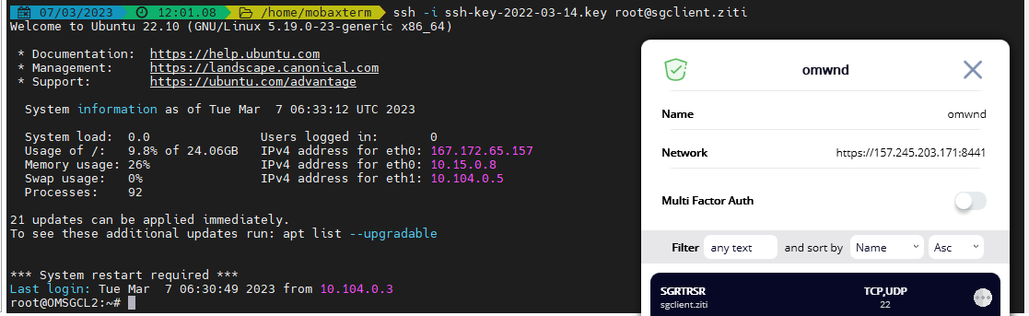 07/03/2023 12:01.08 /home/mobaxterm ssh -i ssh-key-2022-03-14.key root@sgclient.ziti
Welcome to Ubuntu 22.10 (GNU/Linux 5.19.0-23-generic x86_64)
* Documentation: https://help.ubuntu.com
* Management: https://landscape.canonical.com
* Support: https://ubuntu.com/advantage
System information as of Tue Mar 7 06:33:12 UTC 2023
System load: 0.0 Users logged in: 0
Usage of /: 9.8% of 24.06GB IPv4 address for eth0: 167.172.65.157
Memory usage: 26% IPv4 address for eth0: 10.15.0.8
Swap usage: 0% IPv4 address for eth1: 10.104.0.5
Processes: 92
21 updates can be applied immediately.
To see these additional updates run: apt list --upgradable
*** System restart required ***
Last login: Tue Mar 7 06:30:49 2023 from 10.104.0.3
root@OMSGCL2:~#
omwnd
Name omwnd
Network https://157.245.203.171:8441
Multi Factor Auth
Filter any text and sort by Name Asc
SGRTRSR TCP,UDP
sgclient.ziti 22